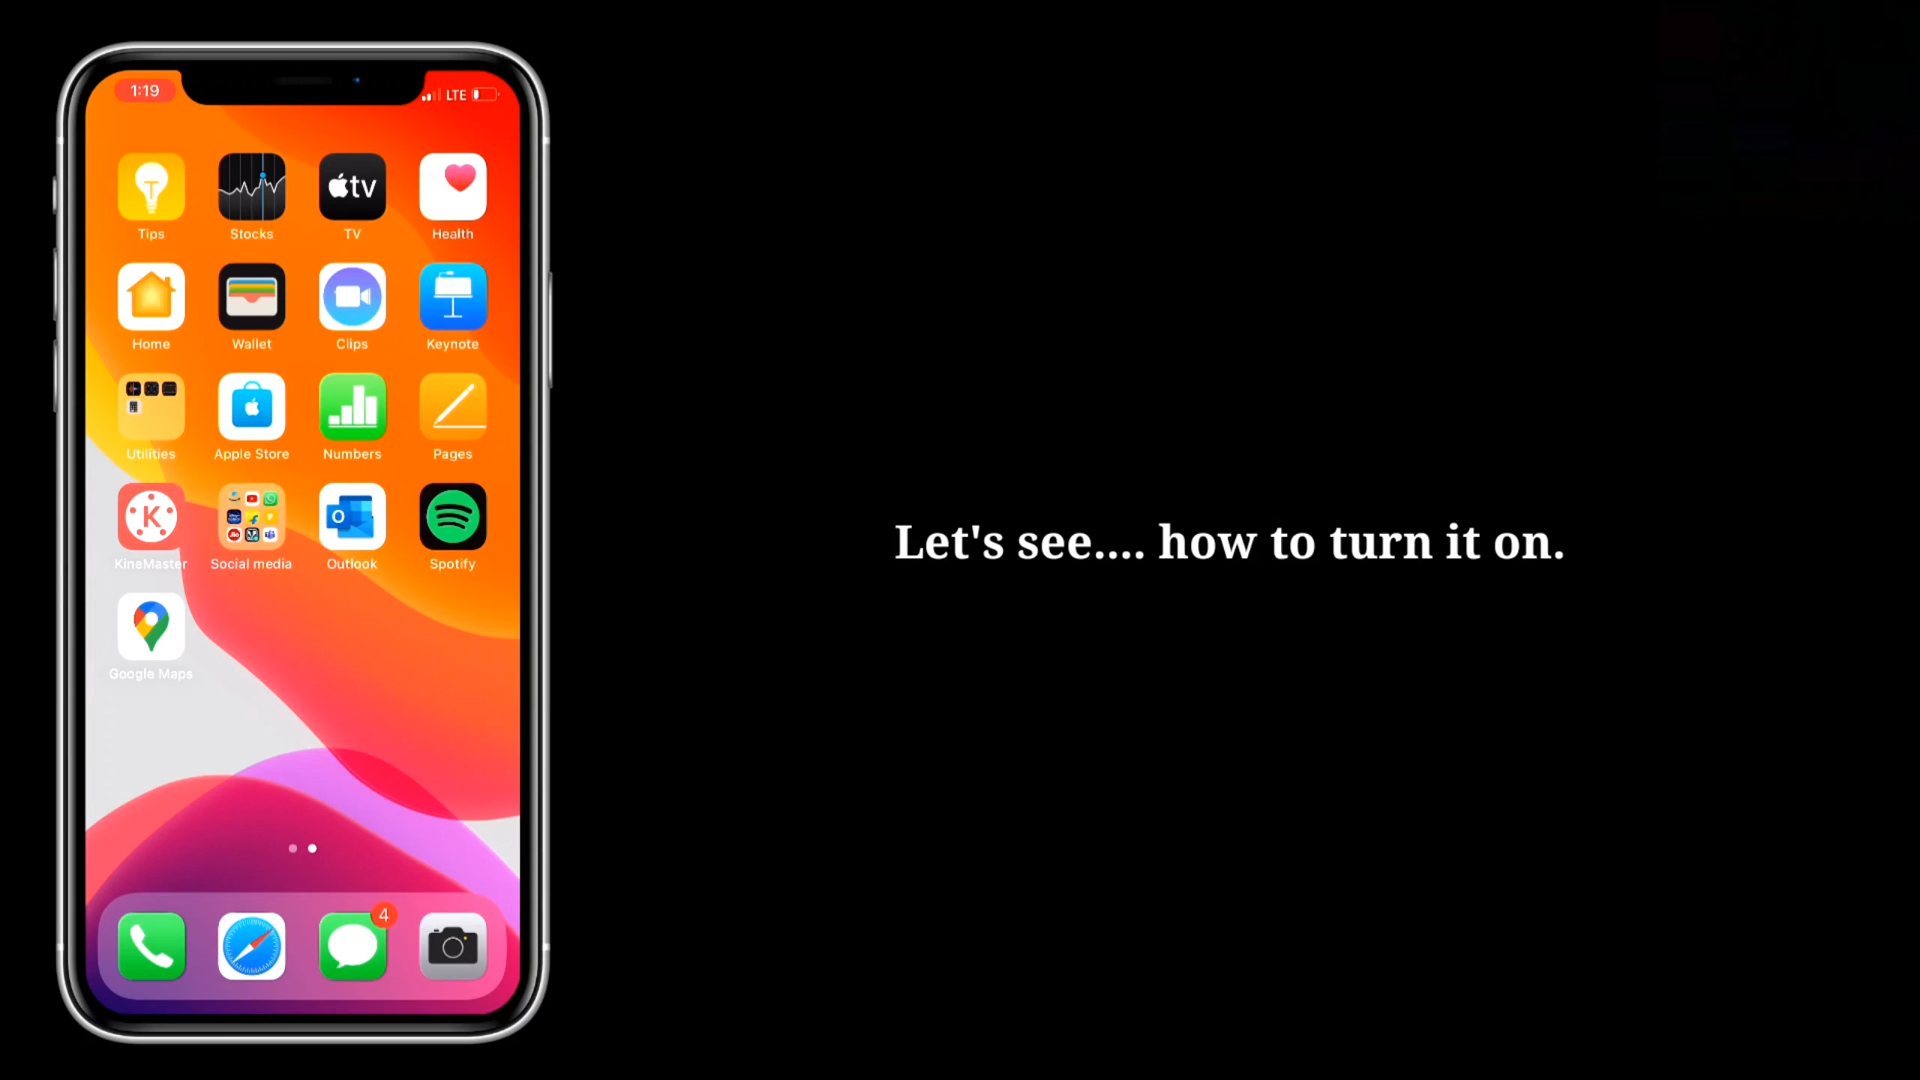 1:19
LTE
tv
Tips Stocks TV Health
Home Wallet Clips Keynote
Utilities Apple Store Numbers Pages
K
O
KineMaster Social media Outlook Spotify
Google Maps
4
Let's see.... how to turn it on.